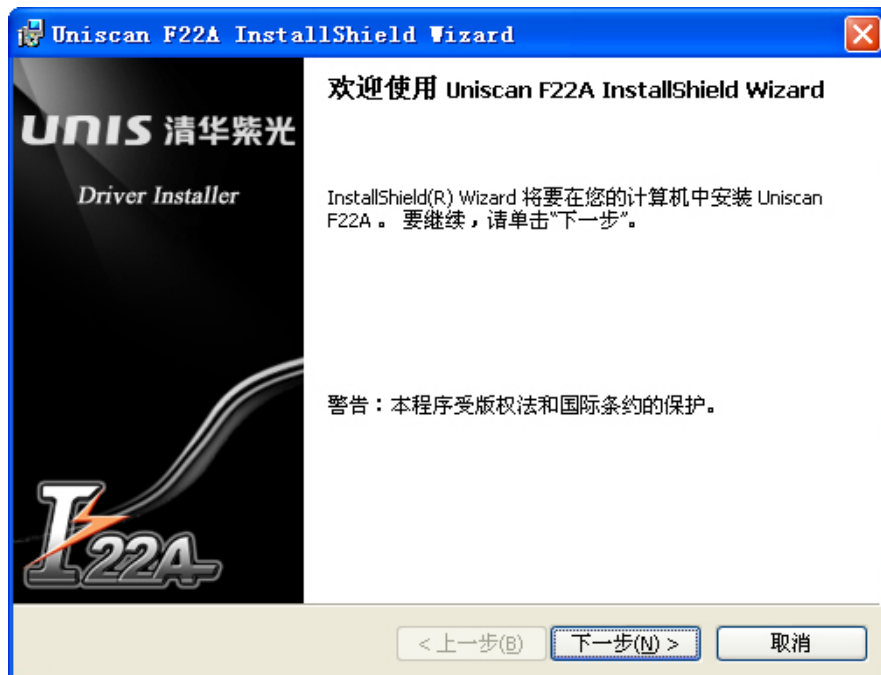 Uniscan F22A InstallShield Wizard
UNIS 清华紫光
Driver Installer
欢迎使用 Uniscan F22A InstallShield Wizard
InstallShield(R) Wizard 将要在您的计算机中安装 Uniscan
F22A 。 要继续，请单击“下一步”。
警告：本程序受版权法和国际条约的保护。
22A
< 上一步(B)
下一步(N) >
取消